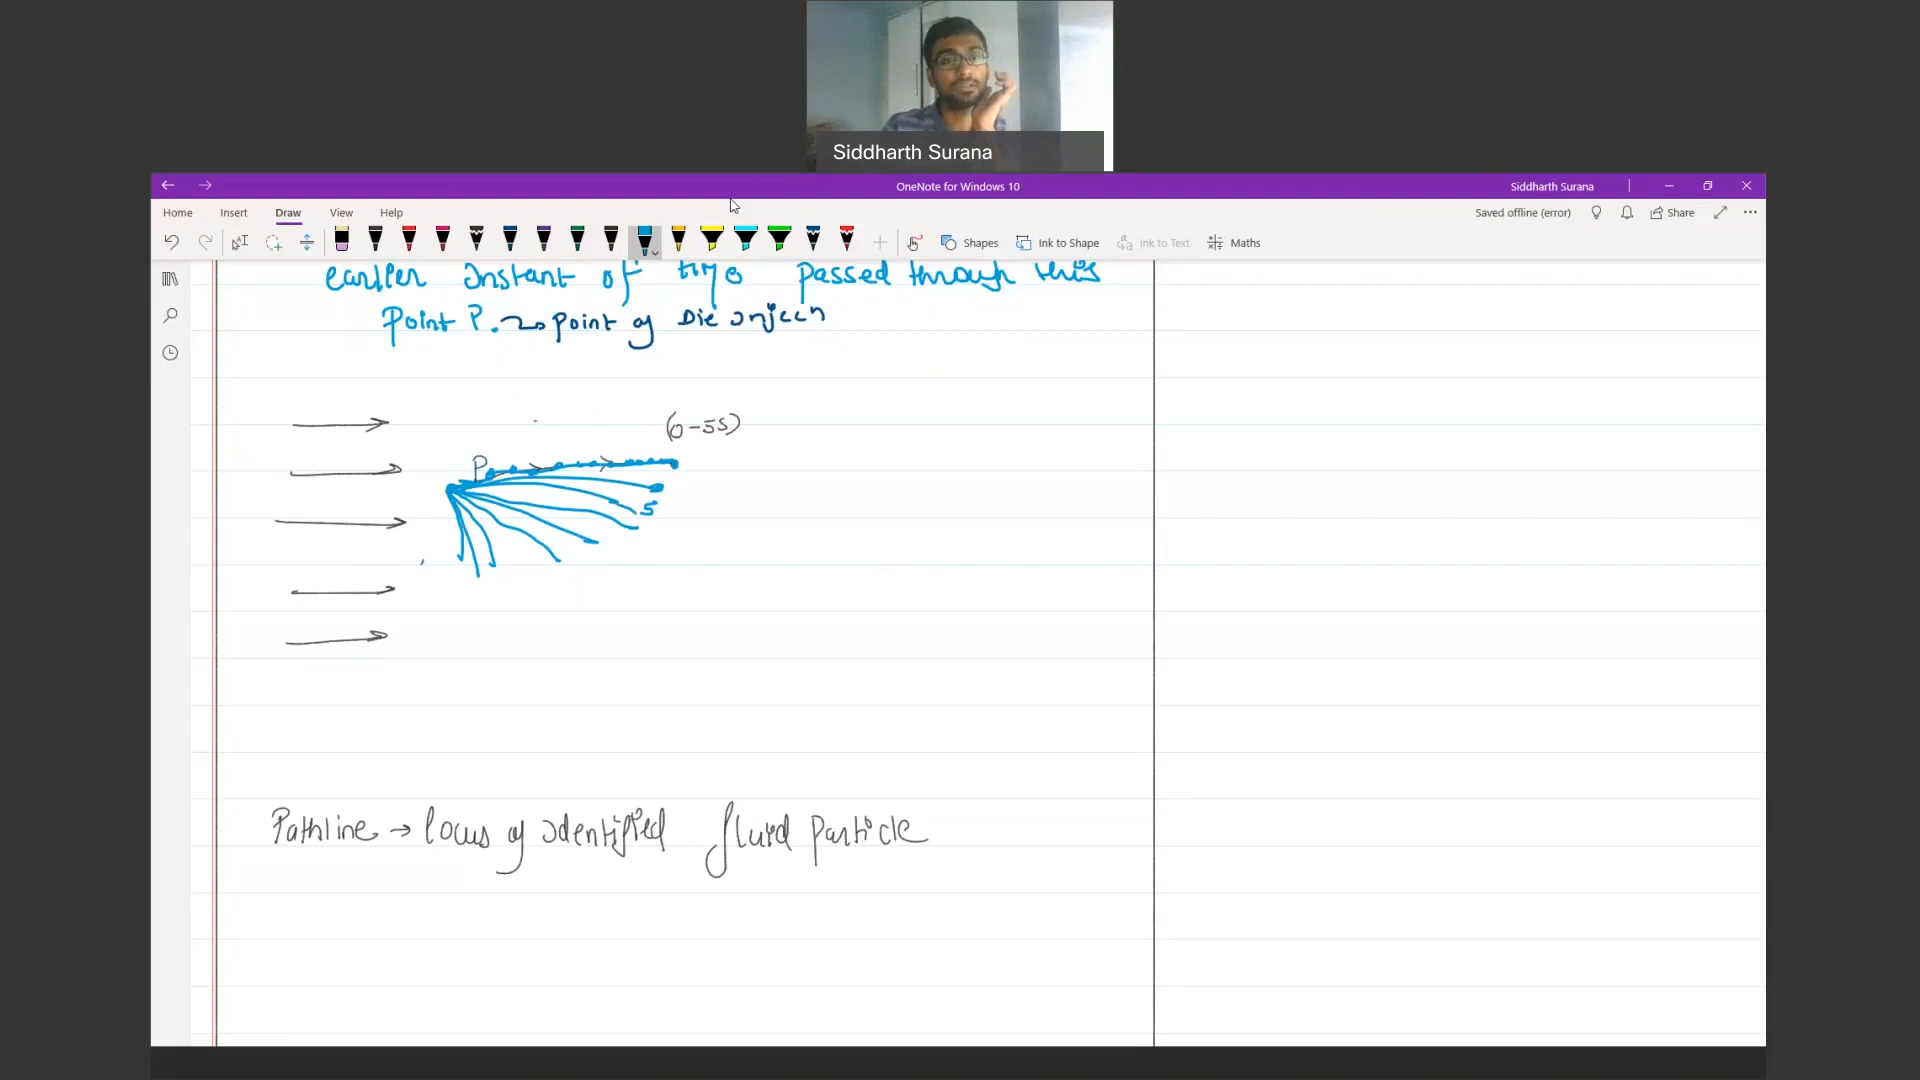 Siddharth Surana
OneNote for Windows 10
Siddharth Surana
Home Insert Draw View Help
Saved offline (error) Share
Shapes Ink to Shape Ink to Text Maths
earlier instant of time passed through this
point P. point of Die injecn
(0-5s)
P
s
Pathline → locus of identified fluid particle